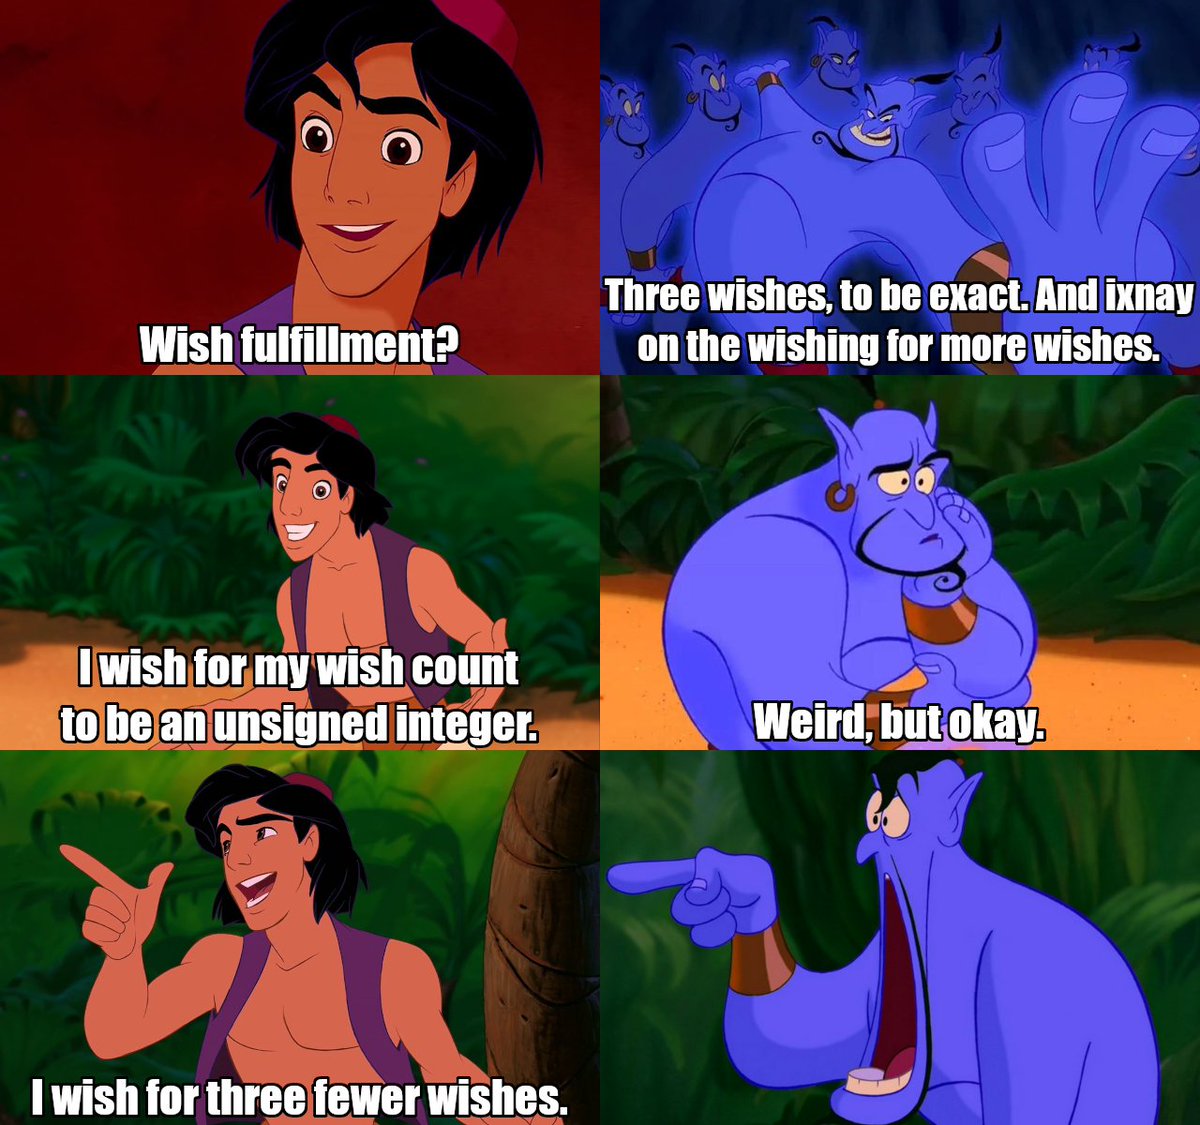 Wish fulfillment?
Three wishes, to be exact. And ixnay
on the wishing for more wishes.
I wish for my wish count
to be an unsigned integer.
Weird, but okay.
I wish for three fewer wishes.